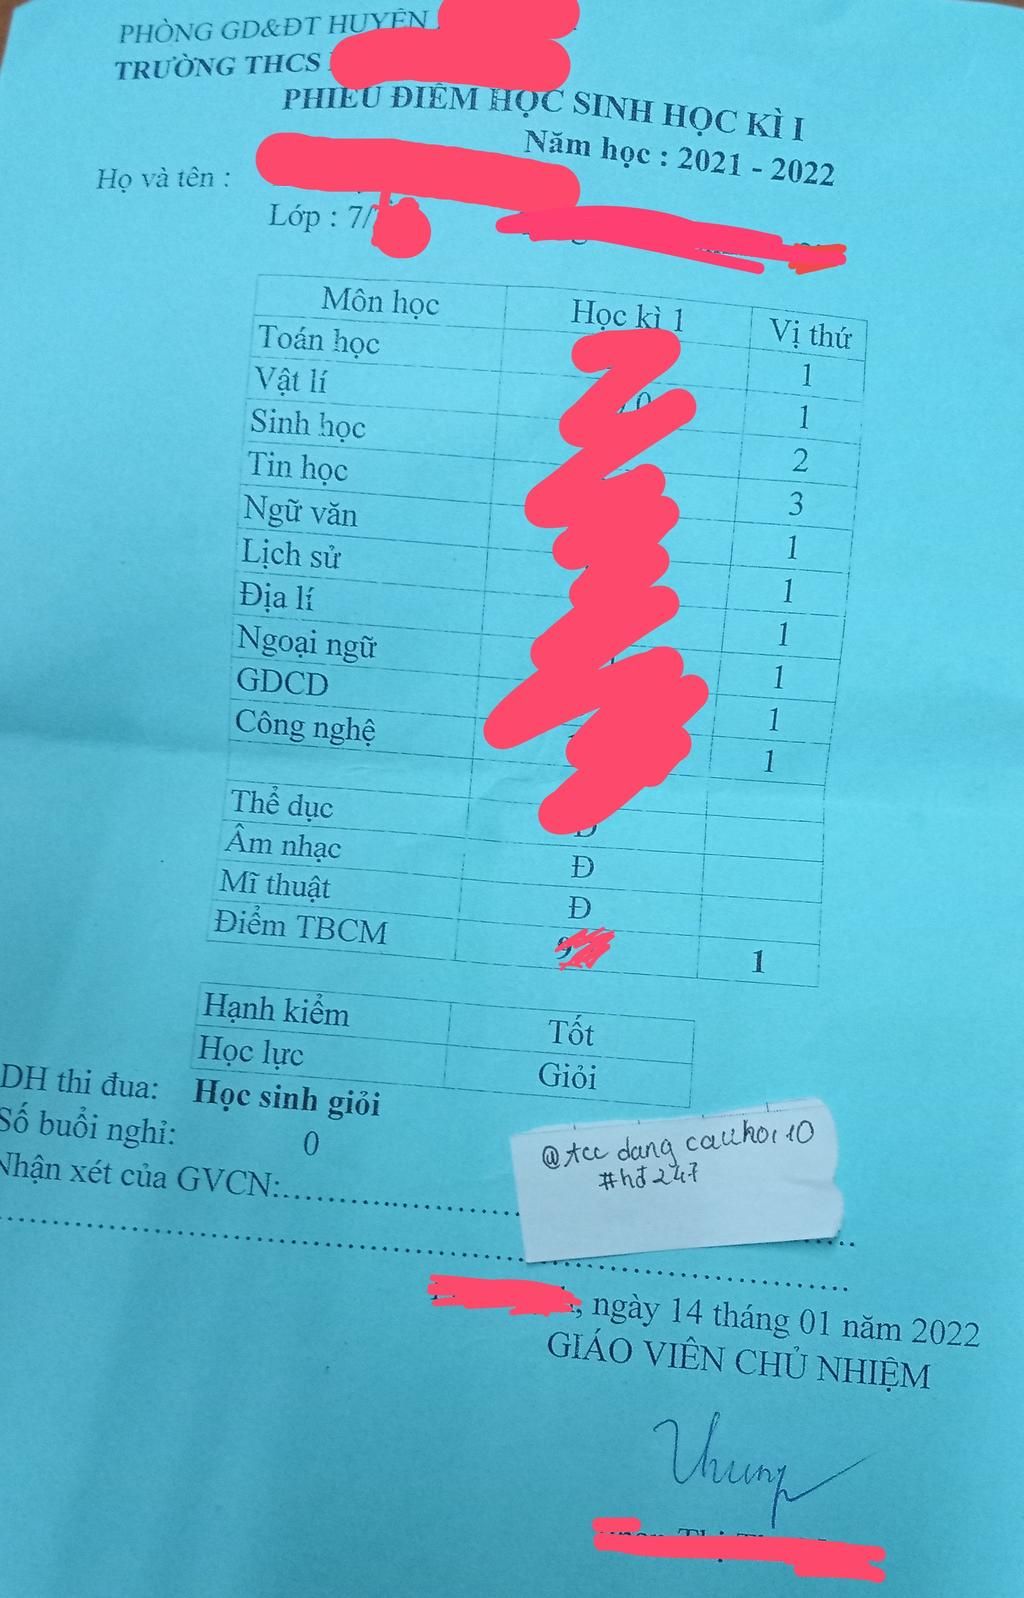 PHÒNG GD&ĐT HUYỆN
TRƯỜNG THCS
PHIẾU ĐIỂM HỌC SINH HỌC KÌ I
Năm học : 2021 - 2022
Họ và tên :
Lớp : 7/
Môn học Học kì 1 Vị thứ
Toán học 1
Vật lí 1
Sinh học 2
Tin học 3
Ngữ văn 1
Lịch sử 1
Địa lí 1
Ngoại ngữ 1
GDCD 1
Công nghệ 1
Thể dục Đ
Âm nhạc Đ
Mĩ thuật Đ
Điểm TBCM 9 1
Hạnh kiểm Tốt
Học lực Giỏi
DH thi đua: Học sinh giỏi
Số buổi nghỉ: 0
Nhận xét của GVCN:
@tcc dang cauhoi10
#hd247
, ngày 14 tháng 01 năm 2022
GIÁO VIÊN CHỦ NHIỆM